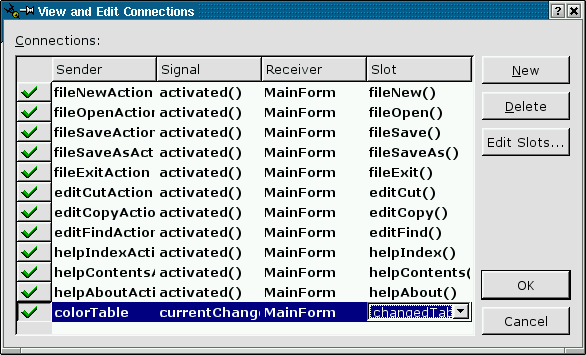 View and Edit Connections
Connections:
Sender Signal Receiver Slot
fileNewAction activated() MainForm fileNew()
fileOpenAction activated() MainForm fileOpen()
fileSaveAction activated() MainForm fileSave()
fileSaveAsAct activated() MainForm fileSaveAs()
fileExitAction activated() MainForm fileExit()
editCutAction activated() MainForm editCut()
editCopyActio activated() MainForm editCopy()
editFindAction activated() MainForm editFind()
helpIndexActi activated() MainForm helpIndex()
helpContents activated() MainForm helpContents(
helpAboutActi activated() MainForm helpAbout()
colorTable currentChang MainForm changedTab
New
Delete
Edit Slots...
OK
Cancel